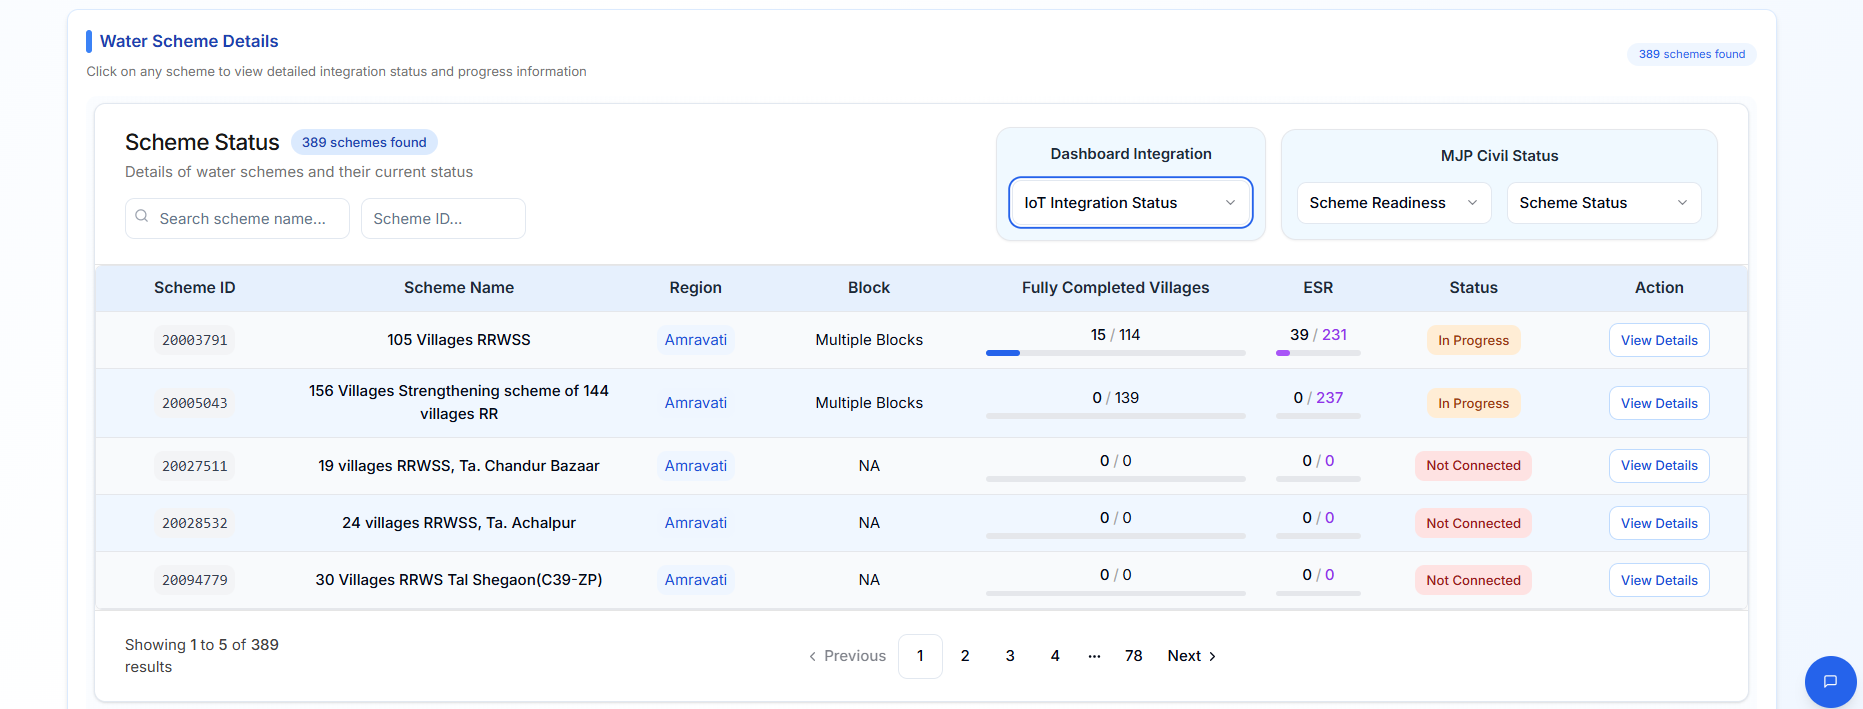 Water Scheme Details
Click on any scheme to view detailed integration status and progress information
389 schemes found
Scheme Status
389 schemes found
Details of water schemes and their current status
Search scheme name...
Scheme ID...
Dashboard Integration
IoT Integration Status
MJP Civil Status
Scheme Readiness
Scheme Status
Scheme ID Scheme Name Region Block Fully Completed Villages ESR Status Action
20003791 105 Villages RRWSS Amravati Multiple Blocks 15 / 114 39 / 231 In Progress View Details
20005043 156 Villages Strengthening scheme of 144
villages RR Amravati Multiple Blocks 0 / 139 0 / 237 In Progress View Details
20027511 19 villages RRWSS, Ta. Chandur Bazaar Amravati NA 0 / 0 0 / 0 Not Connected View Details
20028532 24 villages RRWSS, Ta. Achalpur Amravati NA 0 / 0 0 / 0 Not Connected View Details
20094779 30 Villages RRWS Tal Shegaon(C39-ZP) Amravati NA 0 / 0 0 / 0 Not Connected View Details
Showing 1 to 5 of 389
results
Previous 1 2 3 4 ... 78 Next